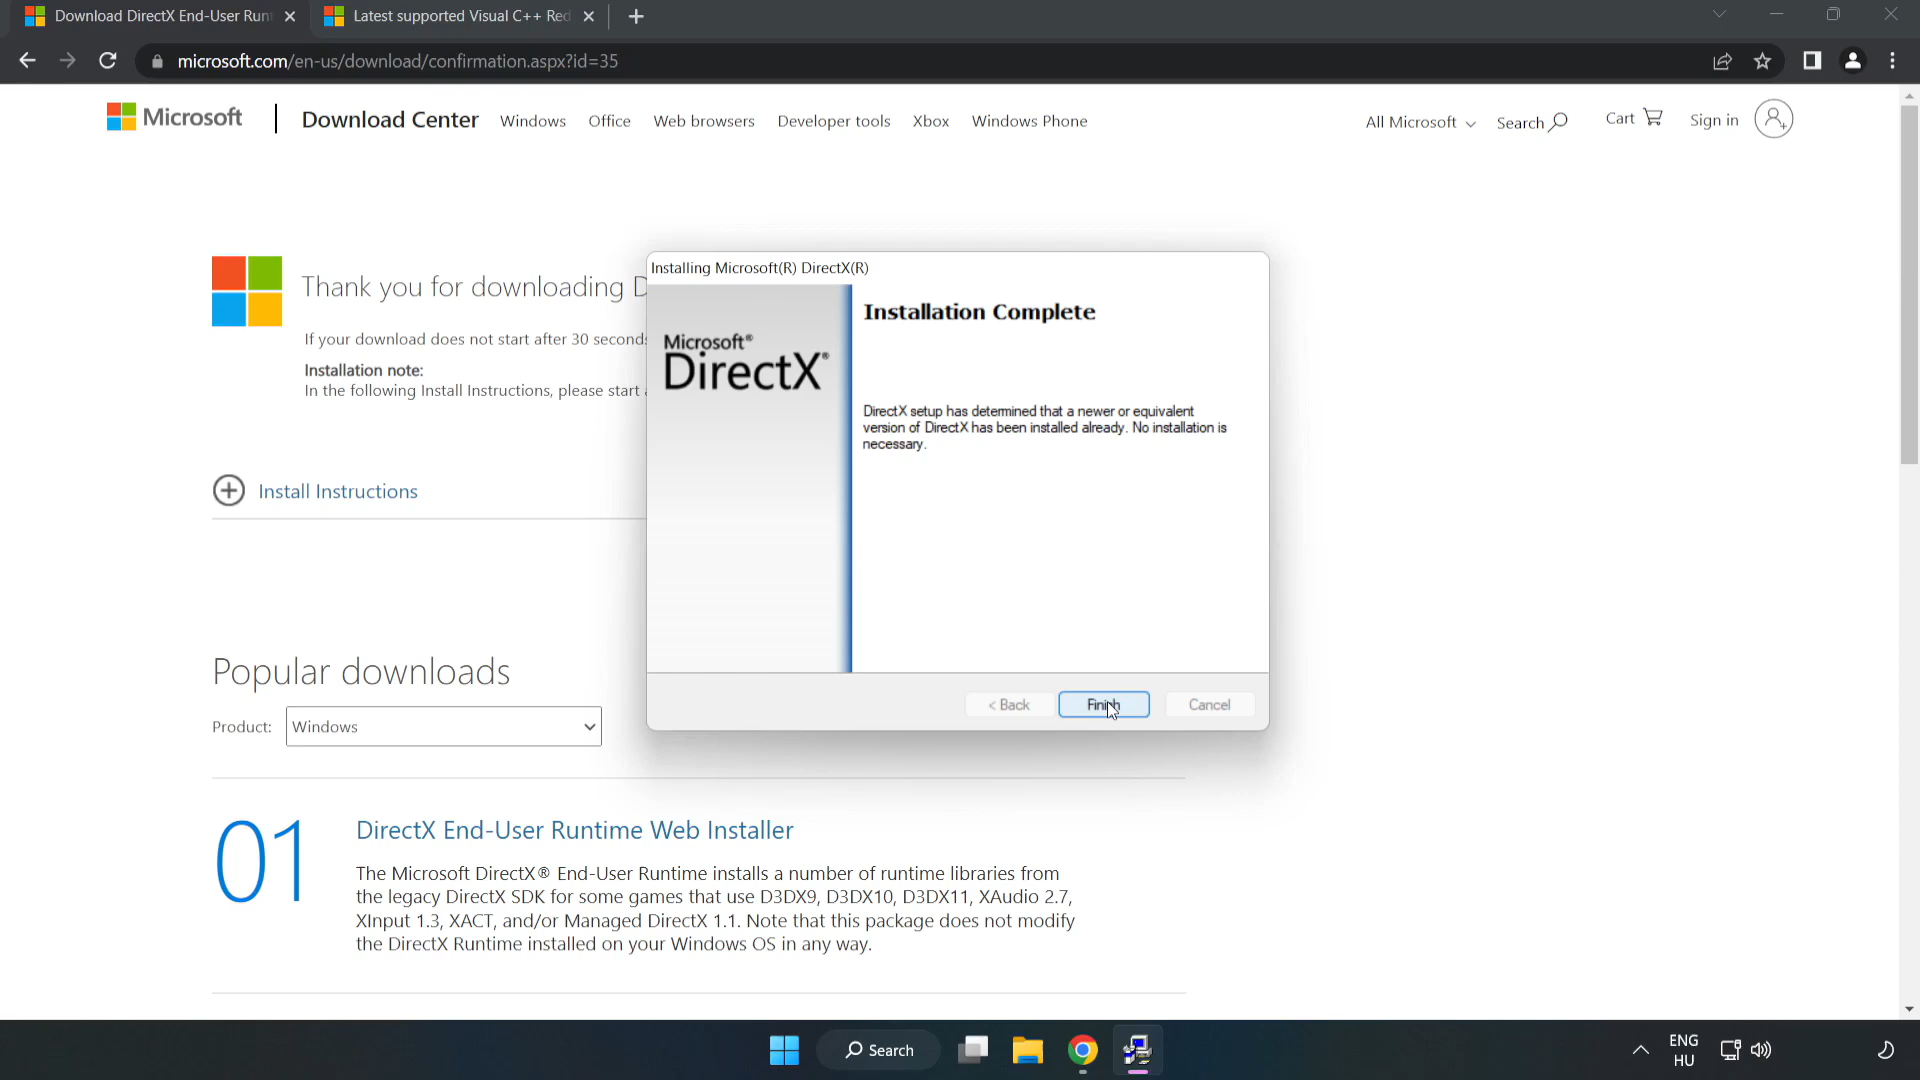 Download DirectX End-User Run
Latest supported Visual C++ Red
microsoft.com/en-us/download/confirmation.aspx?id=35
Microsoft
Download Center
Windows
Office
Web browsers
Developer tools
Xbox
Windows Phone
All Microsoft
Search
Cart
Sign in
Thank you for downloading D
If your download does not start after 30 seconds
Installation note:
In the following Install Instructions, please start a
Install Instructions
Installing Microsoft(R) DirectX(R)
Microsoft®
DirectX®
Installation Complete
DirectX setup has determined that a newer or equivalent
version of DirectX has been installed already. No installation is
necessary.
< Back
Finish
Cancel
Popular downloads
Product:
Windows
01
DirectX End-User Runtime Web Installer
The Microsoft DirectX® End-User Runtime installs a number of runtime libraries from
the legacy DirectX SDK for some games that use D3DX9, D3DX10, D3DX11, XAudio 2.7,
XInput 1.3, XACT, and/or Managed DirectX 1.1. Note that this package does not modify
the DirectX Runtime installed on your Windows OS in any way.
Search
ENG
HU